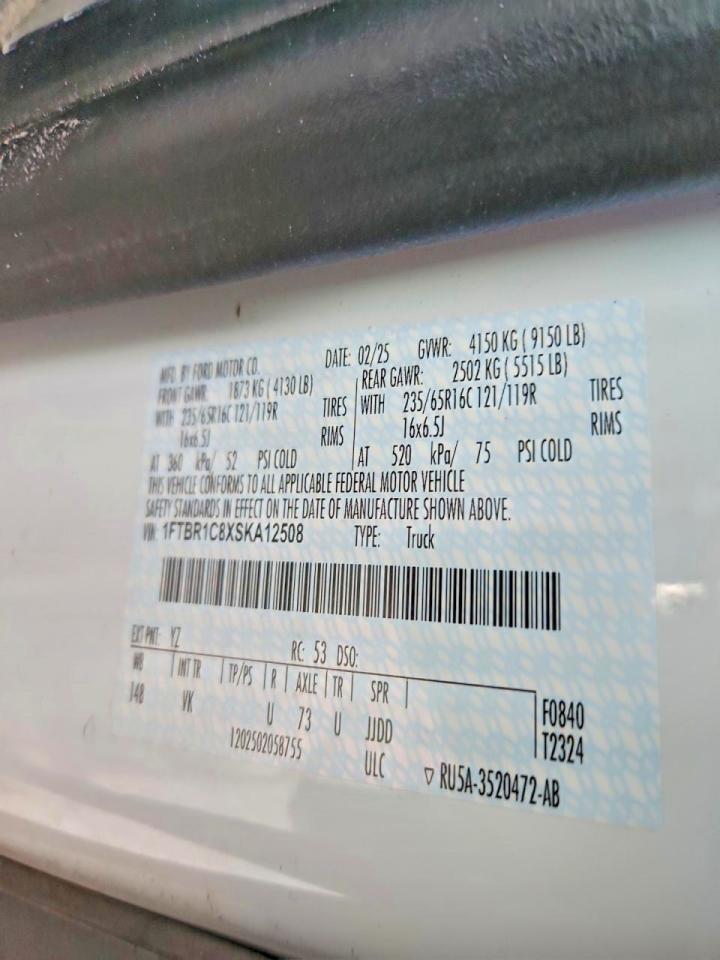 MFD. BY FORD MOTOR CO. DATE: 02/25 GVWR: 4150 KG ( 9150 LB)
FRONT GAWR: 1873 KG ( 4130 LB) REAR GAWR: 2502 KG ( 5515 LB)
WITH 235/65R16C 121/119R TIRES WITH 235/65R16C 121/119R TIRES
16x6.5J RIMS 16x6.5J RIMS
AT 360 kPa/ 52 PSI COLD AT 520 kPa/ 75 PSI COLD
THIS VEHICLE CONFORMS TO ALL APPLICABLE FEDERAL MOTOR VEHICLE
SAFETY STANDARDS IN EFFECT ON THE DATE OF MANUFACTURE SHOWN ABOVE.
VIN: 1FTBR1C8XSKA12508 TYPE: Truck
EXT PNT: YZ RC: 53 DSO:
WB INT TR TP/PS R AXLE TR SPR
148 VK U 73 U JJDD F0840
1202502058755 ULC T2324
RU5A-3520472-AB